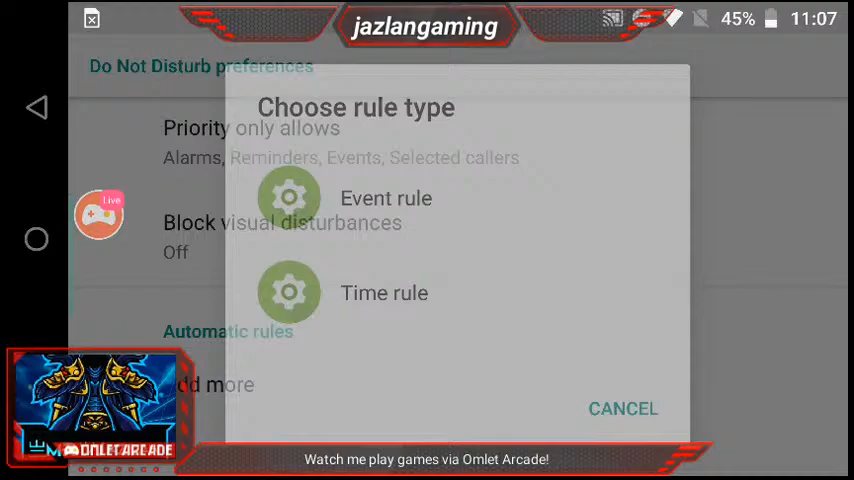 jazlangaming
45%
11:07
Do Not Disturb preferences
Choose rule type
Priority only allows
Alarms, Reminders, Events, Selected callers
Event rule
Live
Block visual disturbances
Off
Time rule
Automatic rules
dd more
CANCEL
OMLET ARCADE
Watch me play games via Omlet Arcade!